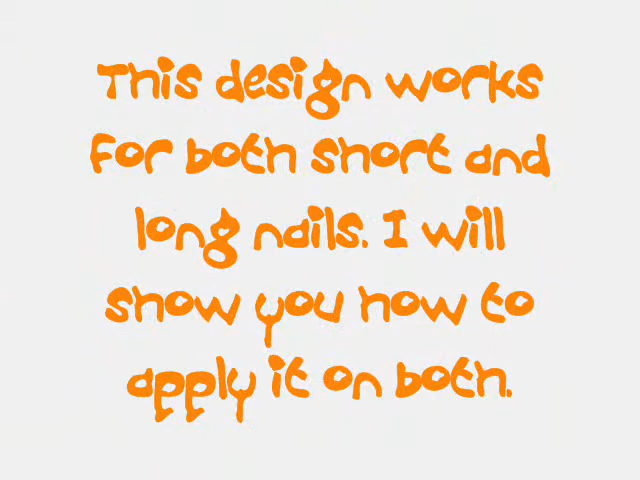 This design works
for both short and
long nails. I will
show you how to
apply it on both.